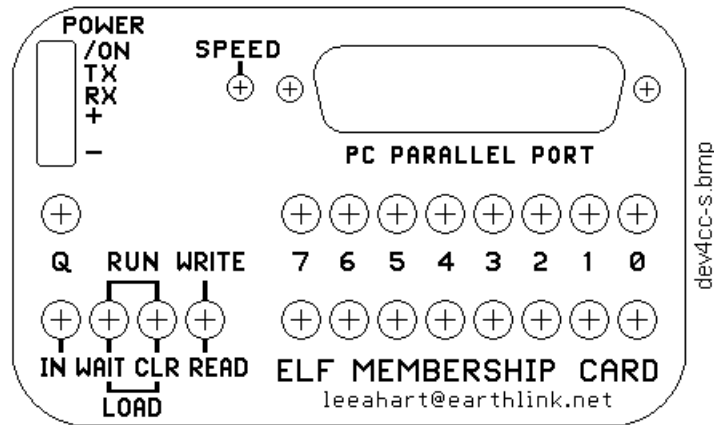 POWER
/ON
TX
RX
+
−
SPEED
PC PARALLEL PORT
Q RUN WRITE 7 6 5 4 3 2 1 0
IN WAIT CLR READ
LOAD
ELF MEMBERSHIP CARD
leeahart@earthlink.net
dev4cc-s.bmp